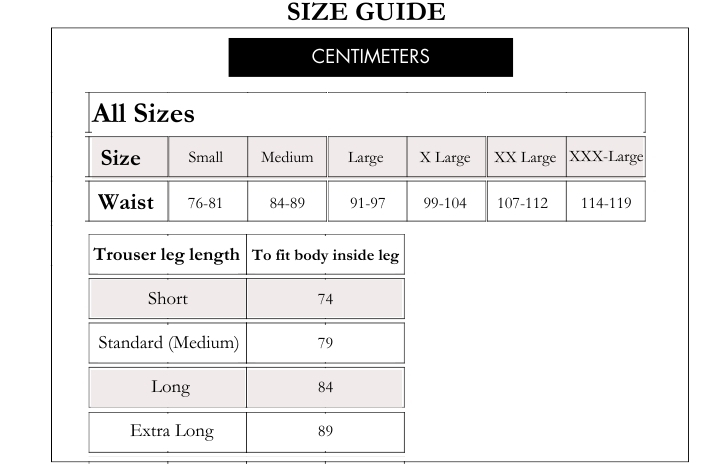 SIZE GUIDE
CENTIMETERS
All Sizes
Size Small Medium Large X Large XX Large XXX-Large
Waist 76-81 84-89 91-97 99-104 107-112 114-119
Trouser leg length To fit body inside leg
Short 74
Standard (Medium) 79
Long 84
Extra Long 89